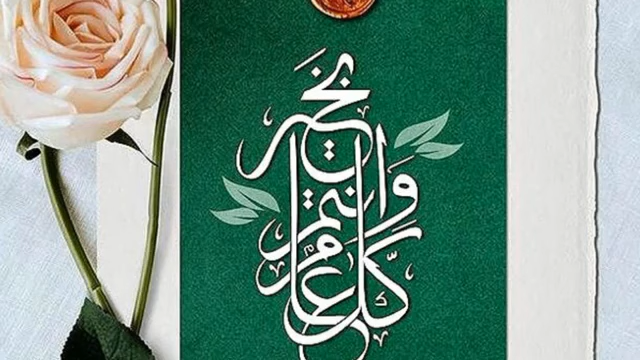 كل عام
وانتم
بخير